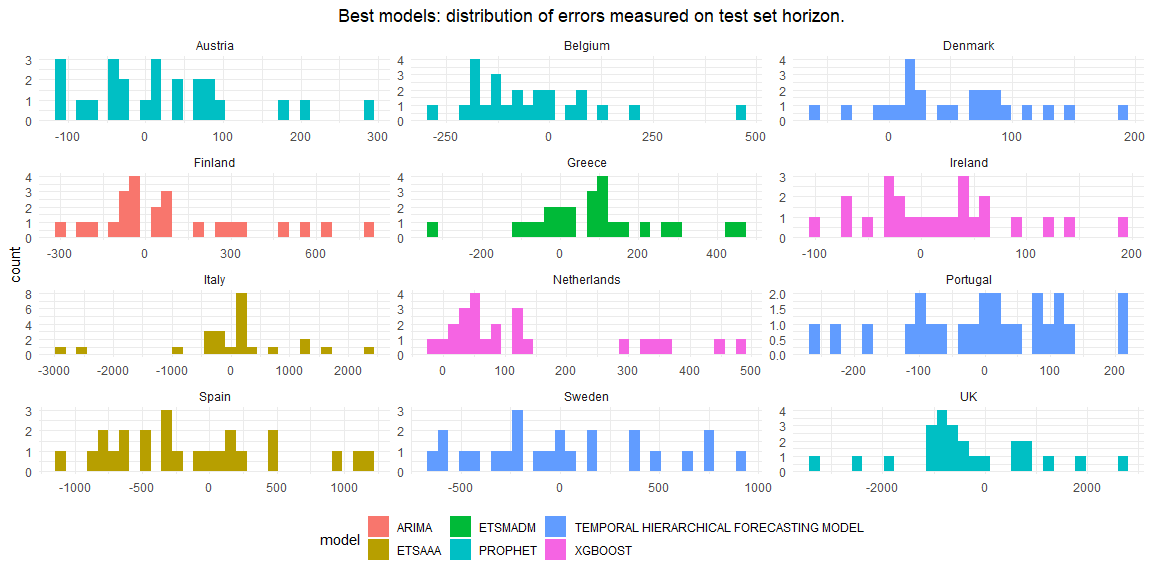 Best models: distribution of errors measured on test set horizon.
Austria Belgium Denmark
3 2 1 0
-100 0 100 200 300
4 3 2 1 0
-250 0 250 500
4 3 2 1 0
0 100 200
Finland Greece Ireland
4 3 2 1 0
-300 0 300 600
4 3 2 1 0
-200 0 200 400
3 2 1 0
-100 0 100 200
count
Italy Netherlands Portugal
8 6 4 2 0
-3000 -2000 -1000 0 1000 2000
4 3 2 1 0
0 100 200 300 400 500
2.0 1.5 1.0 0.5 0.0
-200 -100 0 100 200
Spain Sweden UK
3 2 1 0
-1000 -500 0 500 1000
3 2 1 0
-500 0 500 1000
4 3 2 1 0
-2000 0 2000
model
ARIMA ETSMADM TEMPORAL HIERARCHICAL FORECASTING MODEL
ETSAAA PROPHET XGBOOST